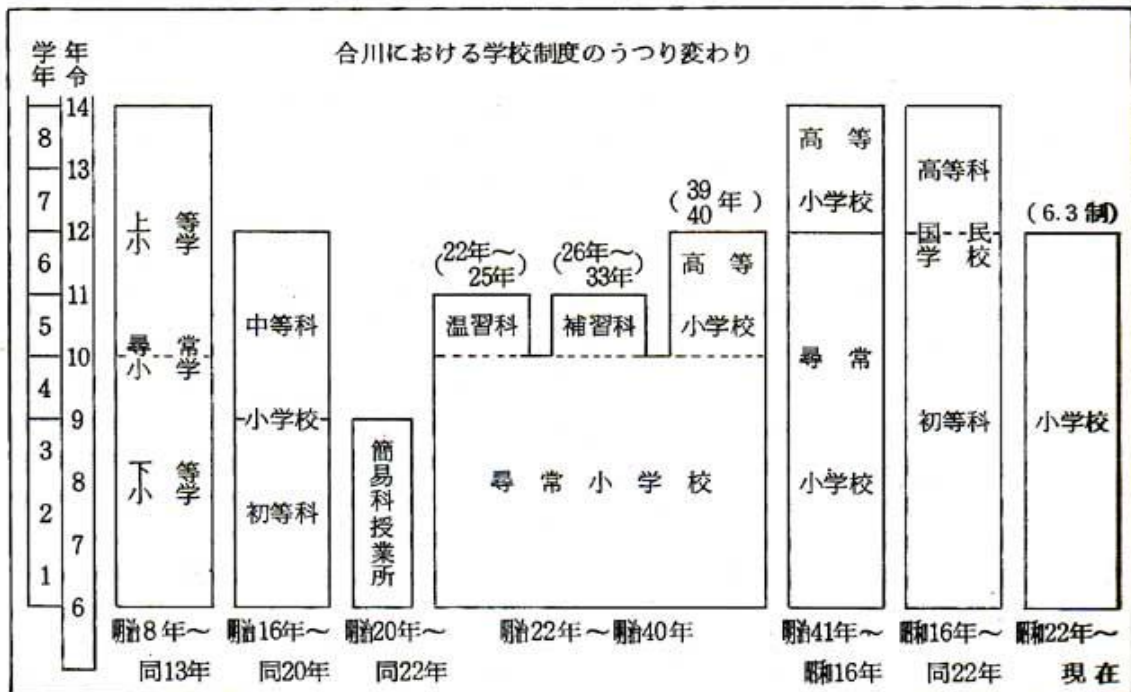 合川における学校制度のうつり変わり
学年
年令
8
7
6
5
4
3
2
1
14
13
12
11
10
9
8
7
6
上等小学
尋常小学
下等小学
明治8年〜
同13年
中等科
小学校
初等科
明治16年〜
同20年
簡易科授業所
明治20年〜
同22年
(22年〜
25年)
温習科
(26年〜
33年)
補習科
(39
40年)
高等
小学校
尋常小学校
明治22年〜明治40年
高等
小学校
尋常
小学校
明治41年〜
昭和16年
高等科
国民学校
初等科
昭和16年〜
同22年
(6.3制)
小学校
昭和22年〜
現在